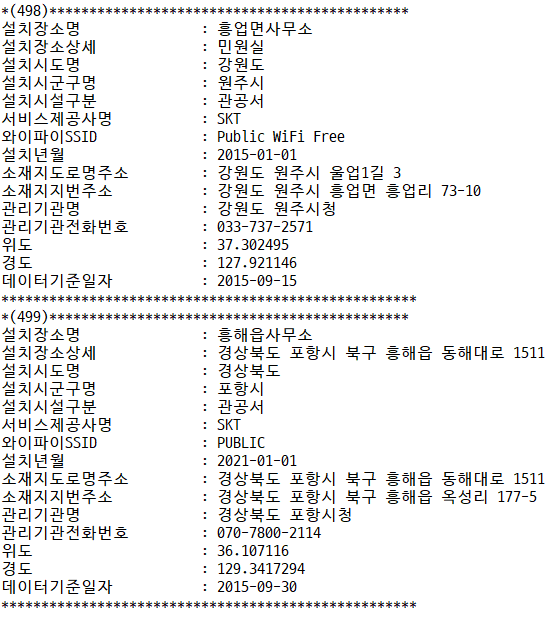 *(498)*********************************************
설치장소명 : 흥업면사무소
설치장소상세 : 민원실
설치시도명 : 강원도
설치시군구명 : 원주시
설치시설구분 : 관공서
서비스제공사명 : SKT
와이파이SSID : Public WiFi Free
설치년월 : 2015-01-01
소재지도로명주소 : 강원도 원주시 울업1길 3
소재지지번주소 : 강원도 원주시 흥업면 흥업리 73-10
관리기관명 : 강원도 원주시청
관리기관전화번호 : 033-737-2571
위도 : 37.302495
경도 : 127.921146
데이터기준일자 : 2015-09-15
****************************************************
*(499)*********************************************
설치장소명 : 흥해읍사무소
설치장소상세 : 경상북도 포항시 북구 흥해읍 동해대로 1511
설치시도명 : 경상북도
설치시군구명 : 포항시
설치시설구분 : 관공서
서비스제공사명 : SKT
와이파이SSID : PUBLIC
설치년월 : 2021-01-01
소재지도로명주소 : 경상북도 포항시 북구 흥해읍 동해대로 1511
소재지지번주소 : 경상북도 포항시 북구 흥해읍 옥성리 177-5
관리기관명 : 경상북도 포항시청
관리기관전화번호 : 070-7800-2114
위도 : 36.107116
경도 : 129.3417294
데이터기준일자 : 2015-09-30
****************************************************